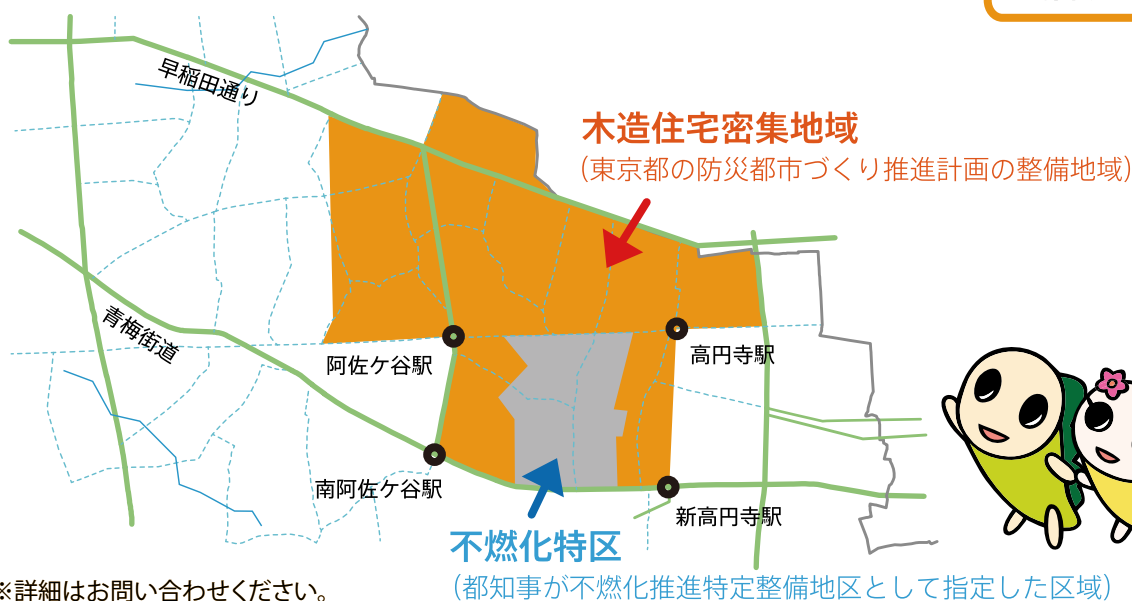 早稲田通り
木造住宅密集地域
(東京都の防災都市づくり推進計画の整備地域)
青梅街道
阿佐ケ谷駅
高円寺駅
南阿佐ケ谷駅
新高円寺駅
不燃化特区
(都知事が不燃化推進特定整備地区として指定した区域)
※詳細はお問い合わせください。